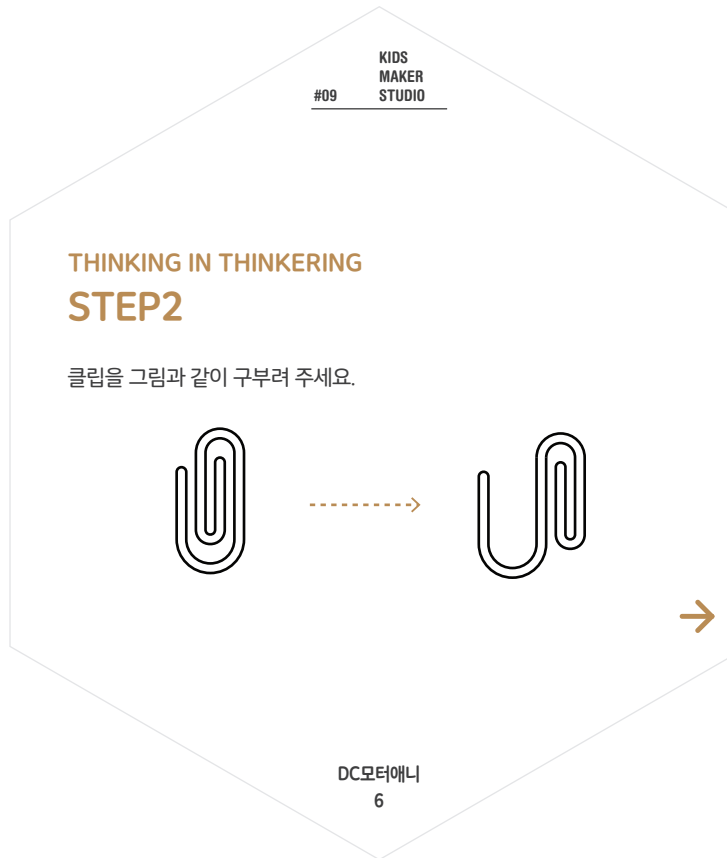 KIDS
MAKER
#09 STUDIO
THINKING IN THINKERING
STEP2
클립을 그림과 같이 구부려 주세요.
DC모터애니
6